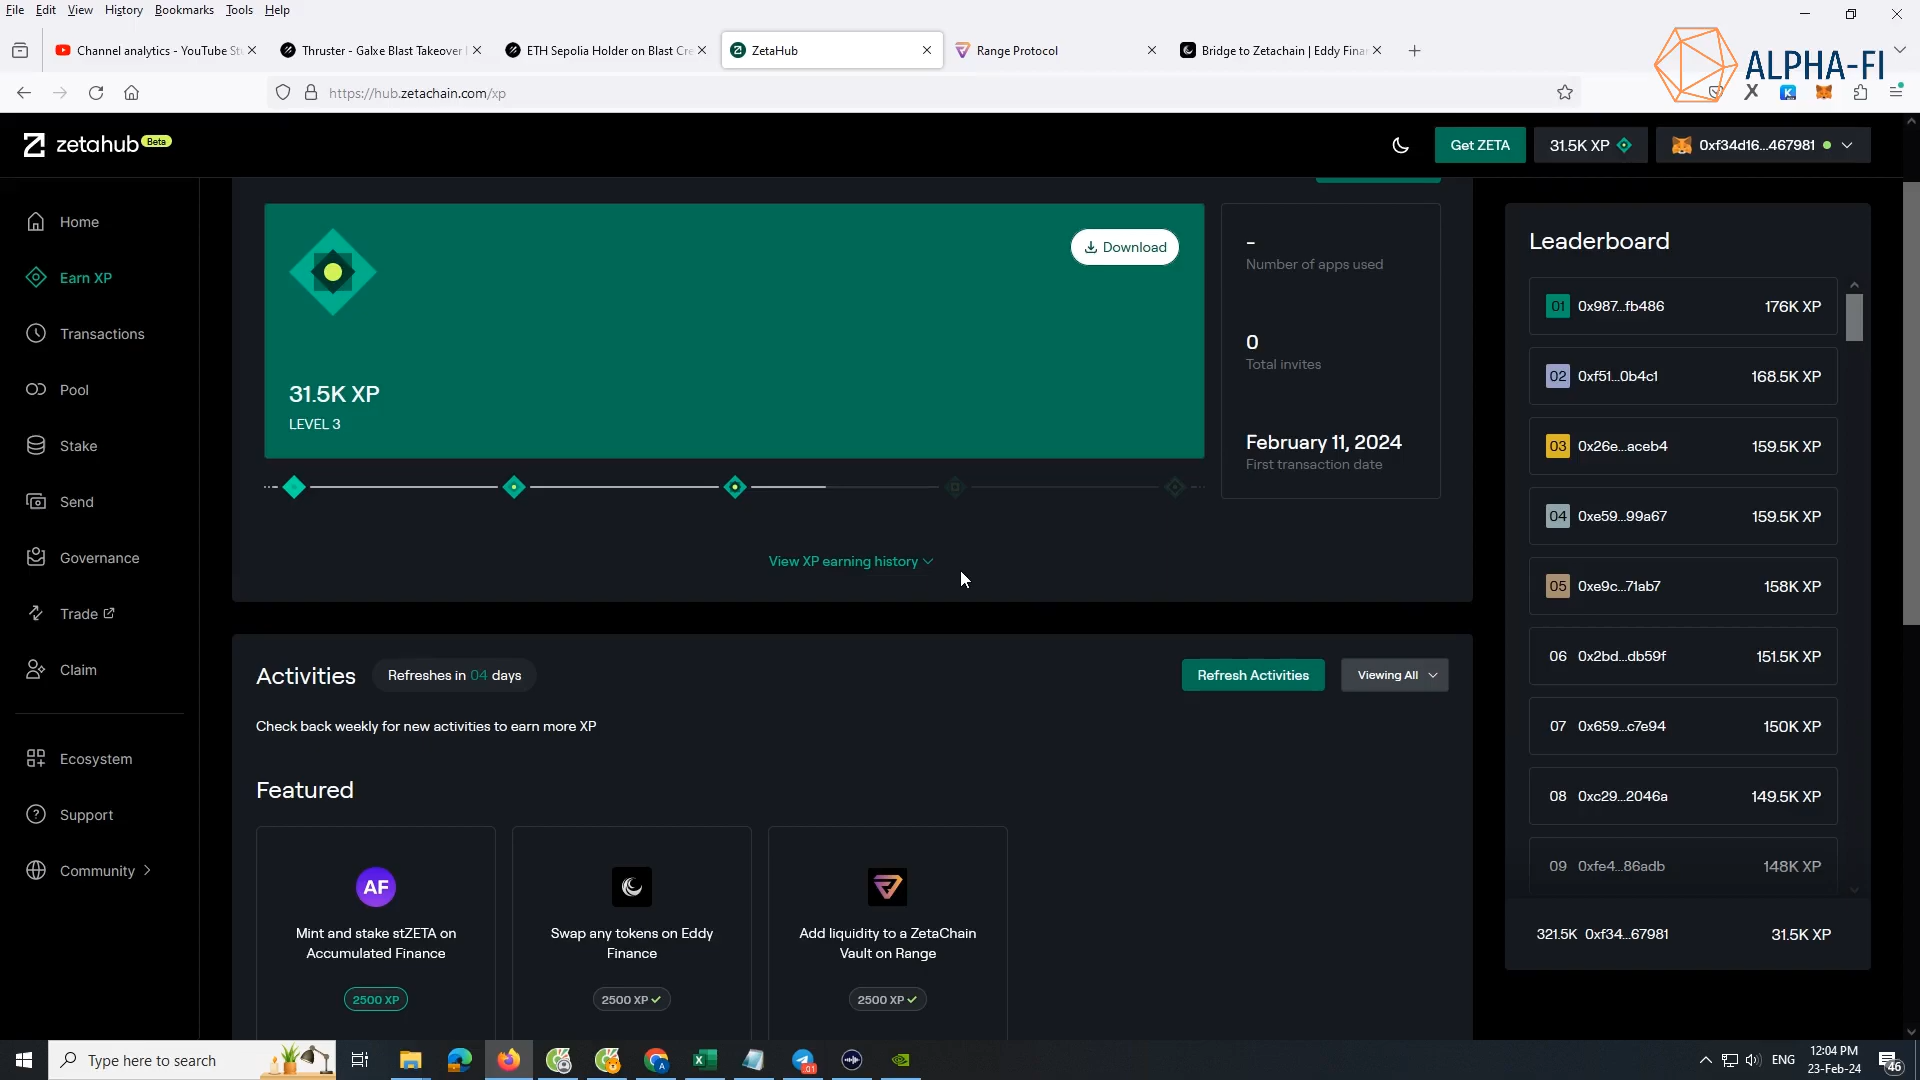 File Edit View History Bookmarks Tools Help
Channel analytics - YouTube St
Thruster - Galxe Blast Takeover
ETH Sepolia Holder on Blast Cre
ZetaHub
Range Protocol
Bridge to Zetachain | Eddy Finan
ALPHA-FI
https://hub.zetachain.com/xp
zetahub Beta
Get ZETA
31.5K XP
0xf34d16...467981
Home
Earn XP
Transactions
Pool
Stake
Send
Governance
Trade
Claim
Ecosystem
Support
Community
Download
31.5K XP
LEVEL 3
-
Number of apps used
0
Total invites
February 11, 2024
First transaction date
View XP earning history
Activities
Refreshes in 04 days
Refresh Activities
Viewing All
Check back weekly for new activities to earn more XP
Featured
AF
Mint and stake stZETA on
Accumulated Finance
2500 XP
Swap any tokens on Eddy
Finance
2500 XP
Add liquidity to a ZetaChain
Vault on Range
2500 XP
Leaderboard
01 0x987...fb486 176K XP
02 0xf51...0b4c1 168.5K XP
03 0x26e...aceb4 159.5K XP
04 0xe59...99a67 159.5K XP
05 0xe9c...71ab7 158K XP
06 0x2bd...db59f 151.5K XP
07 0x659...c7e94 150K XP
08 0xc29...2046a 149.5K XP
09 0xfe4...86adb 148K XP
321.5K 0xf34...67981 31.5K XP
Type here to search
ENG
12:04 PM
23-Feb-24
46